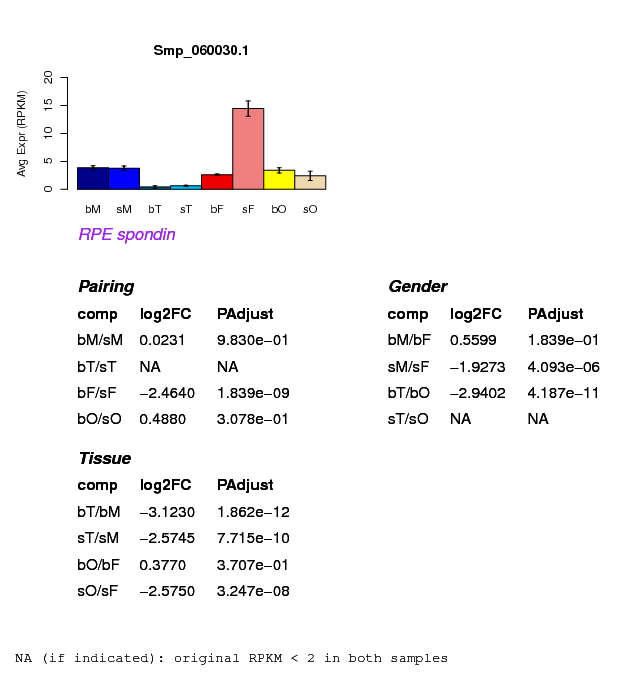 Smp_060030.1
Avg Expr (RPKM)
20
15
10
5
0
bM sM bT sT bF sF bO sO
RPE spondin
Pairing
comp log2FC PAdjust
bM/sM 0.0231 9.830e−01
bT/sT NA NA
bF/sF −2.4640 1.839e−09
bO/sO 0.4880 3.078e−01
Gender
comp log2FC PAdjust
bM/bF 0.5599 1.839e−01
sM/sF −1.9273 4.093e−06
bT/bO −2.9402 4.187e−11
sT/sO NA NA
Tissue
comp log2FC PAdjust
bT/bM −3.1230 1.862e−12
sT/sM −2.5745 7.715e−10
bO/bF 0.3770 3.707e−01
sO/sF −2.5750 3.247e−08
NA (if indicated): original RPKM < 2 in both samples